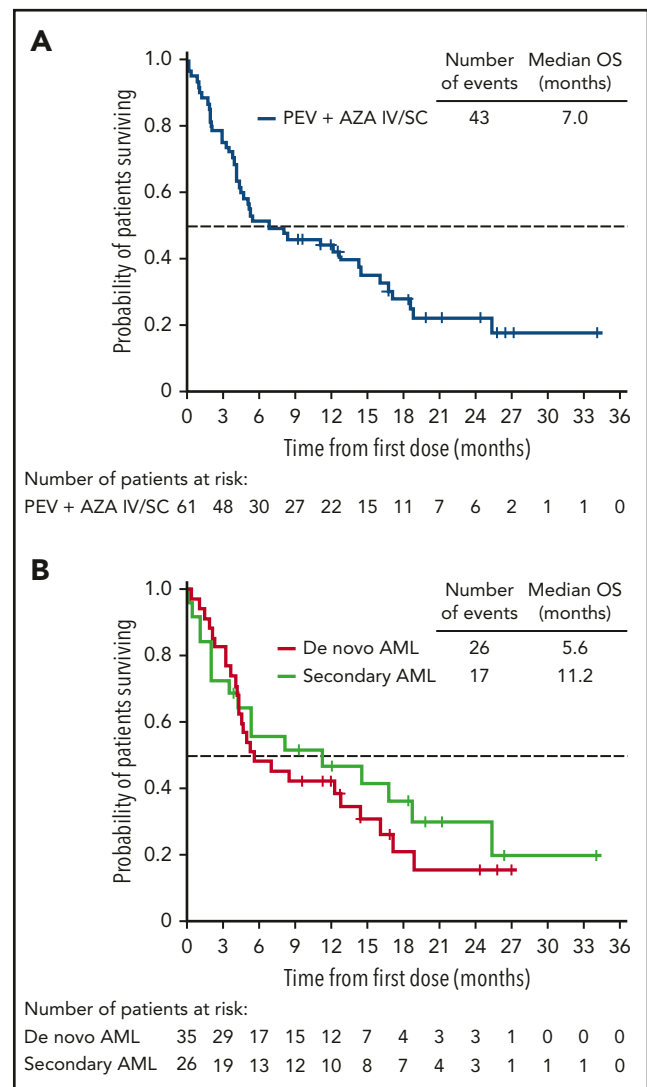 A
Number of events
Median OS (months)
PEV + AZA IV/SC 43 7.0
Probability of patients surviving
1.0
0.8
0.6
0.4
0.2
0
0 3 6 9 12 15 18 21 24 27 30 33 36
Time from first dose (months)
Number of patients at risk:
PEV + AZA IV/SC 61 48 30 27 22 15 11 7 6 2 1 1 0
B
Number of events
Median OS (months)
De novo AML 26 5.6
Secondary AML 17 11.2
Probability of patients surviving
1.0
0.8
0.6
0.4
0.2
0
0 3 6 9 12 15 18 21 24 27 30 33 36
Time from first dose (months)
Number of patients at risk:
De novo AML 35 29 17 15 12 7 4 3 3 1 0 0 0
Secondary AML 26 19 13 12 10 8 7 4 3 1 1 1 0